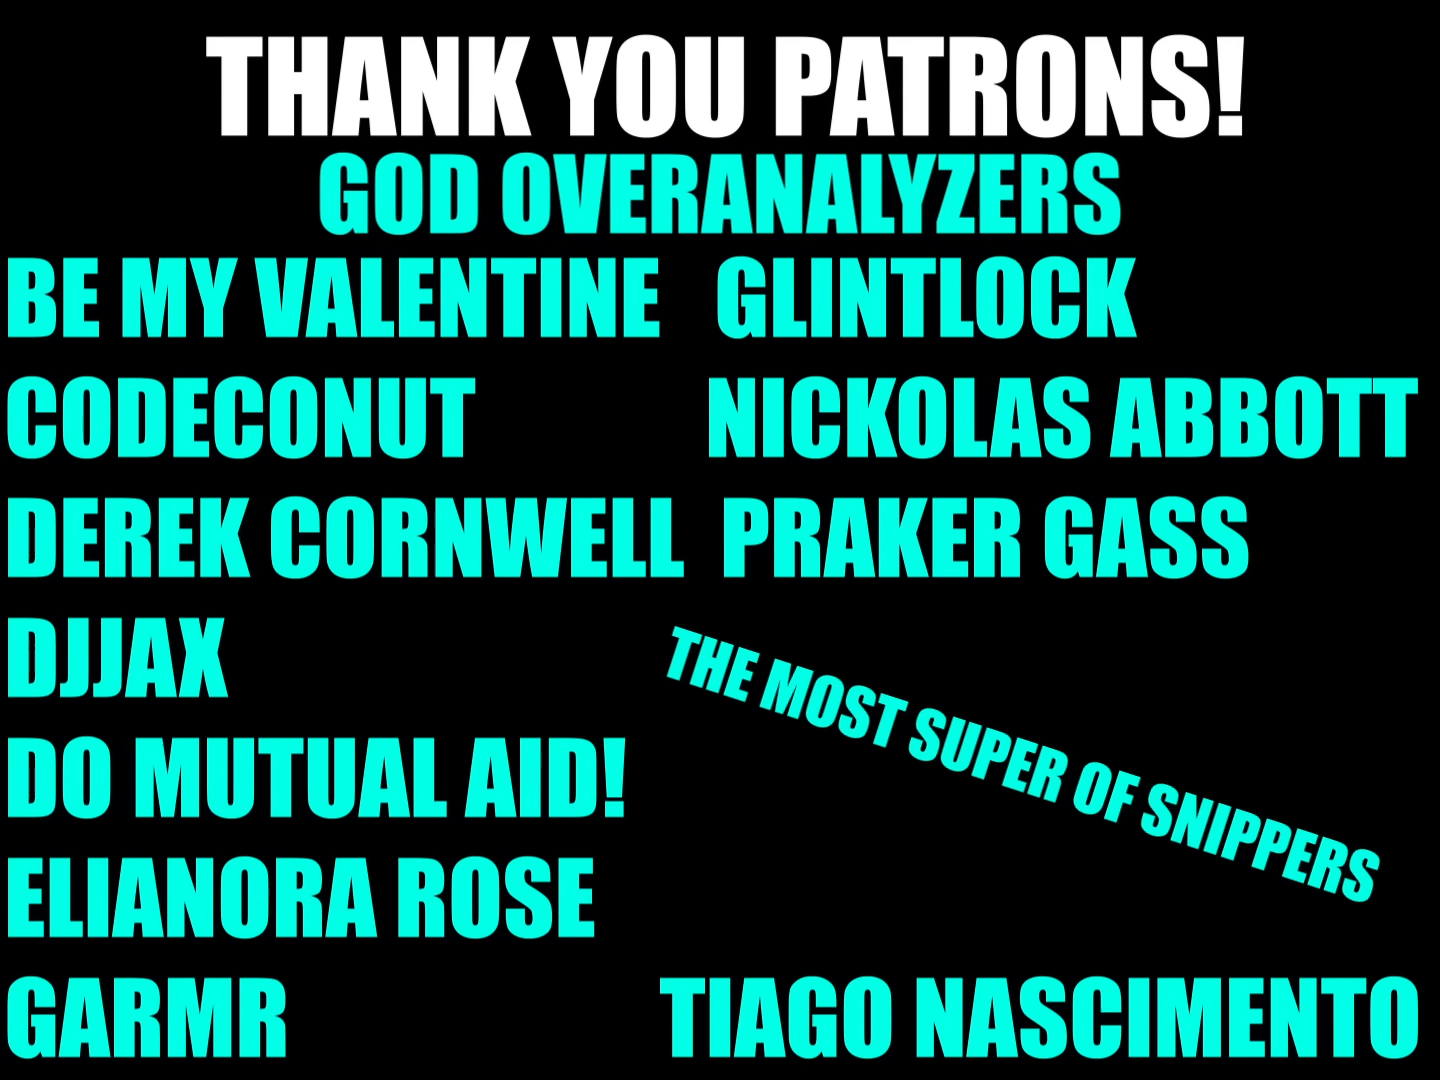 THANK YOU PATRONS!
GOD OVERANALYZERS
BE MY VALENTINE
CODECONUT
DEREK CORNWELL
DJJAX
DO MUTUAL AID!
ELIANORA ROSE
GARMR
GLINTLOCK
NICKOLAS ABBOTT
PRAKER GASS
THE MOST SUPER OF SNIPPERS
TIAGO NASCIMENTO